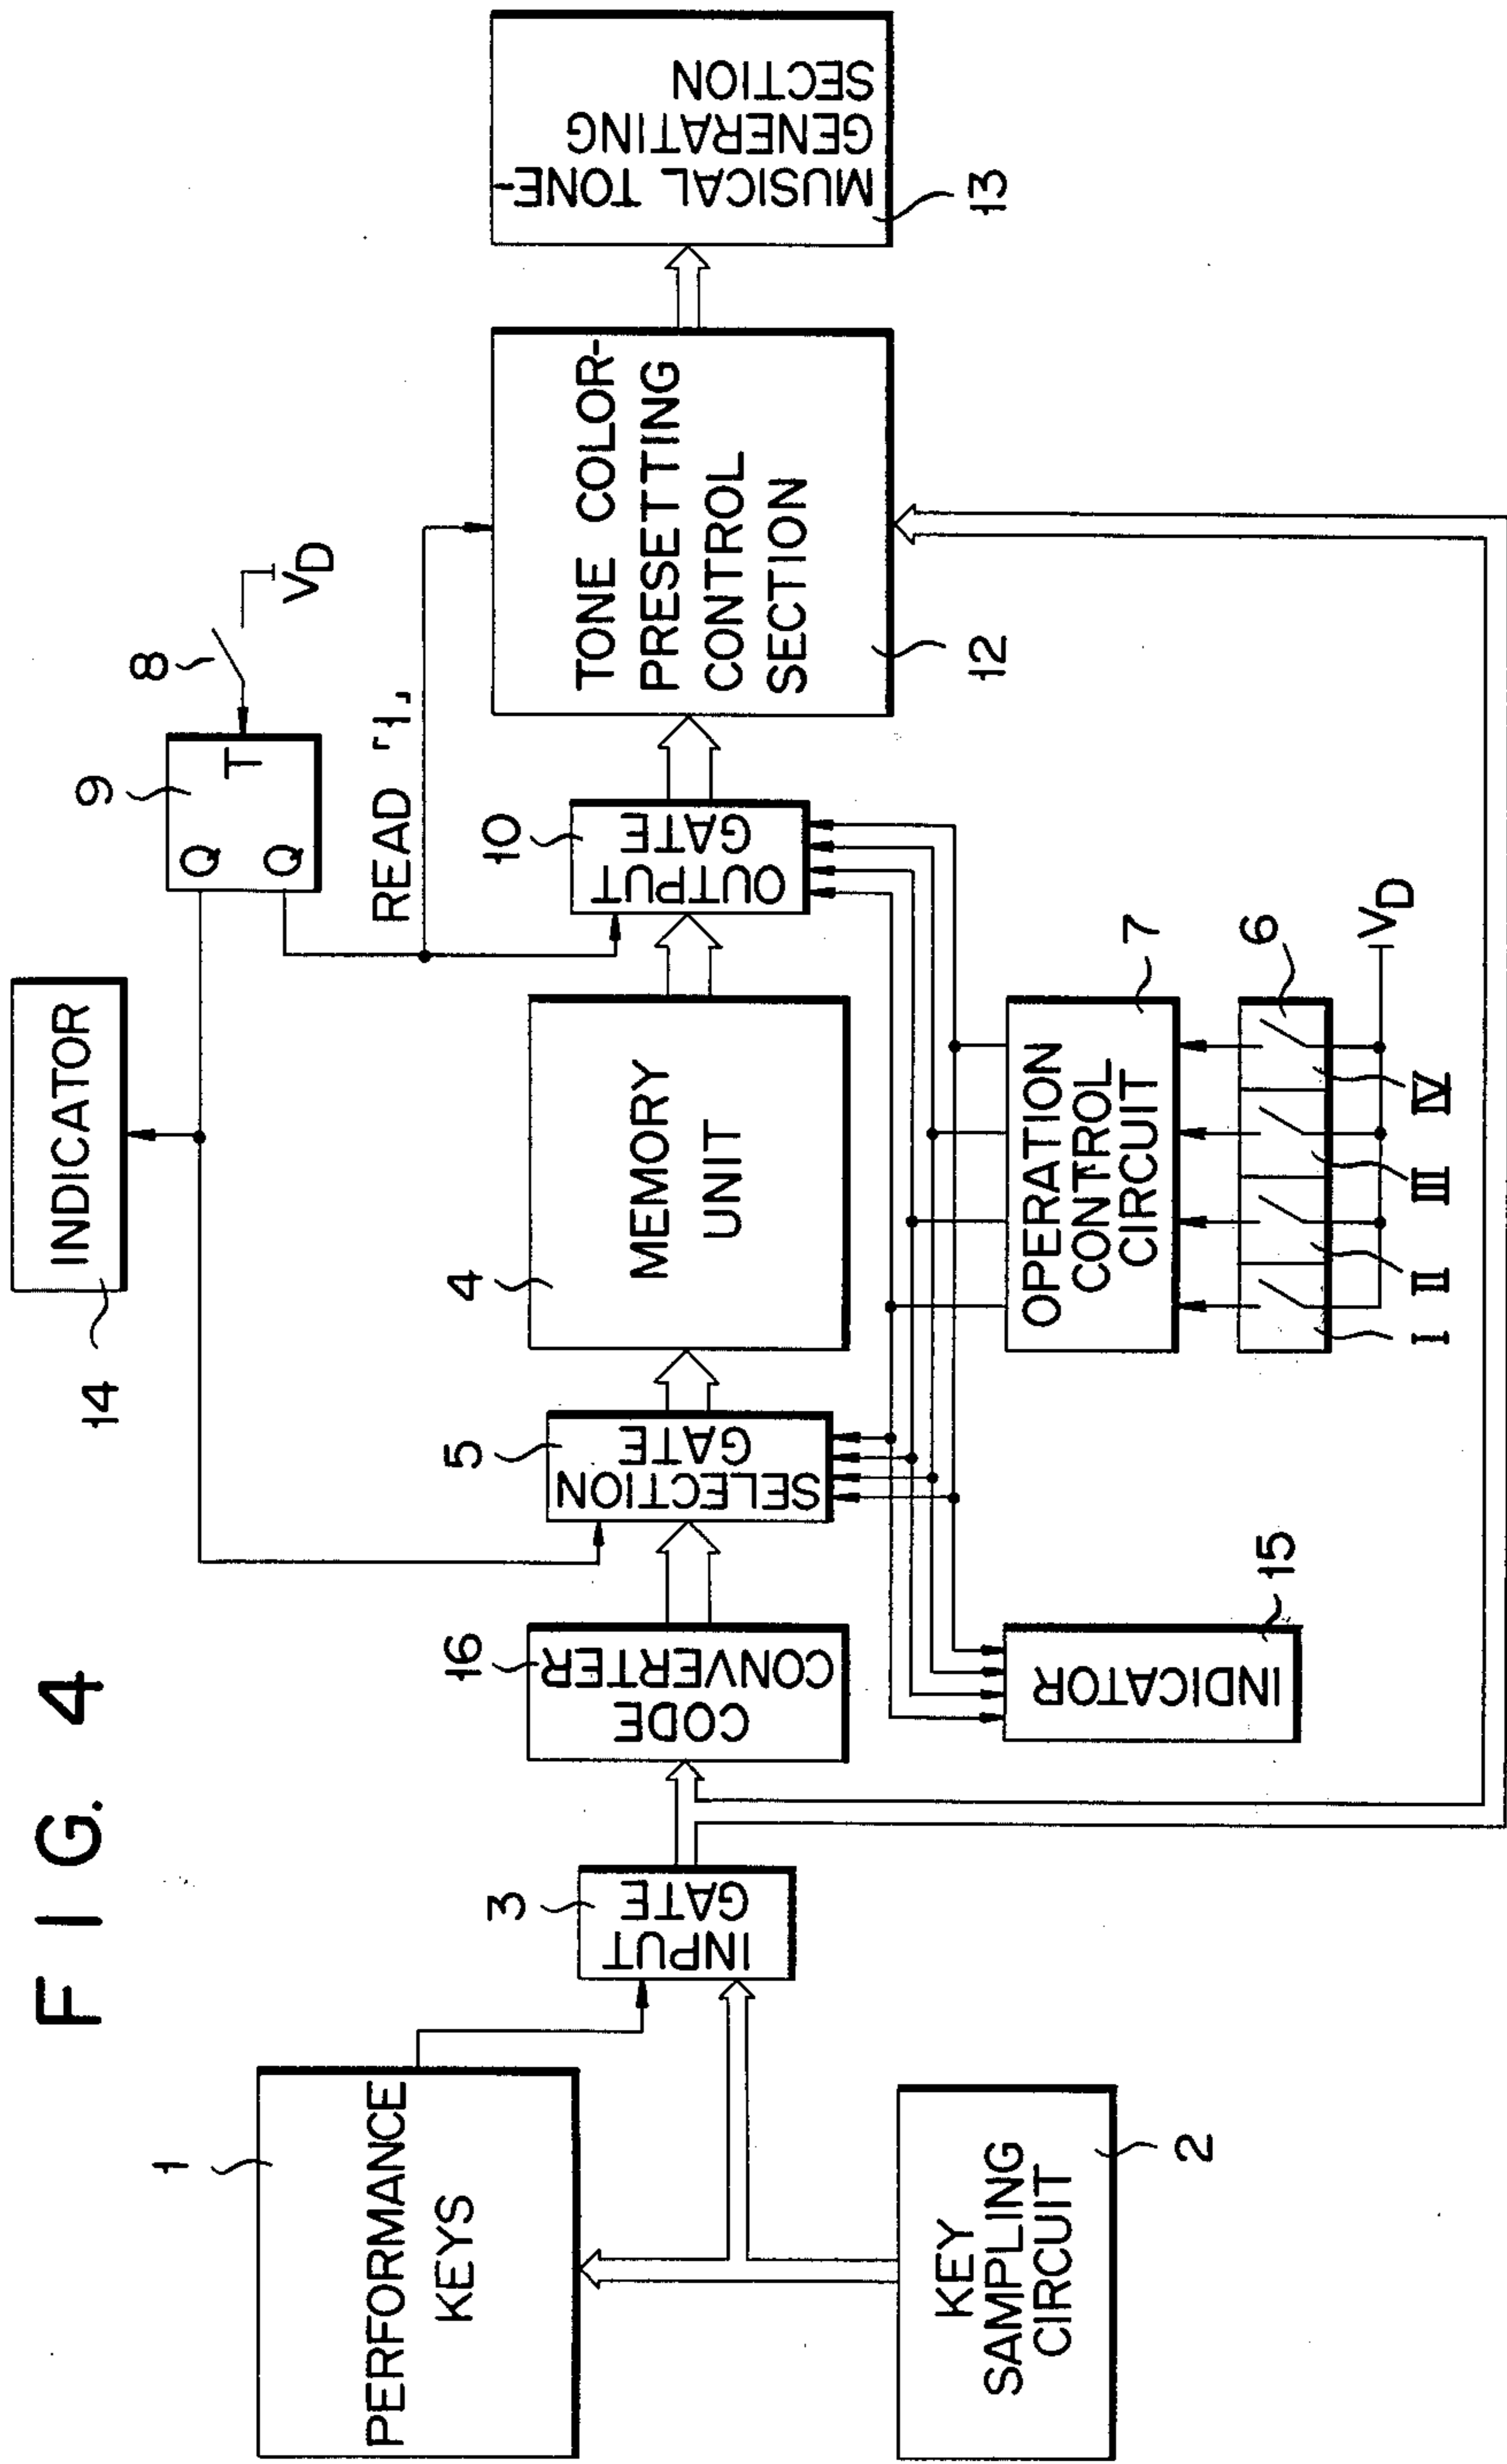 FIG. 4
14
INDICATOR
9
Q
Q
T
8
VD
READ「1」
1
PERFORMANCE
KEYS
3
INPUT
GATE
16
CODE
CONVERTER
5
SELECTION
GATE
4
MEMORY
UNIT
10
OUTPUT
GATE
TONE COLOR-
PRESETTING
CONTROL
SECTION
12
MUSICAL TONE-
GENERATING
SECTION
13
KEY
SAMPLING
CIRCUIT
2
INDICATOR
15
OPERATION
CONTROL
CIRCUIT
7
6
VD
I
II
III
IV